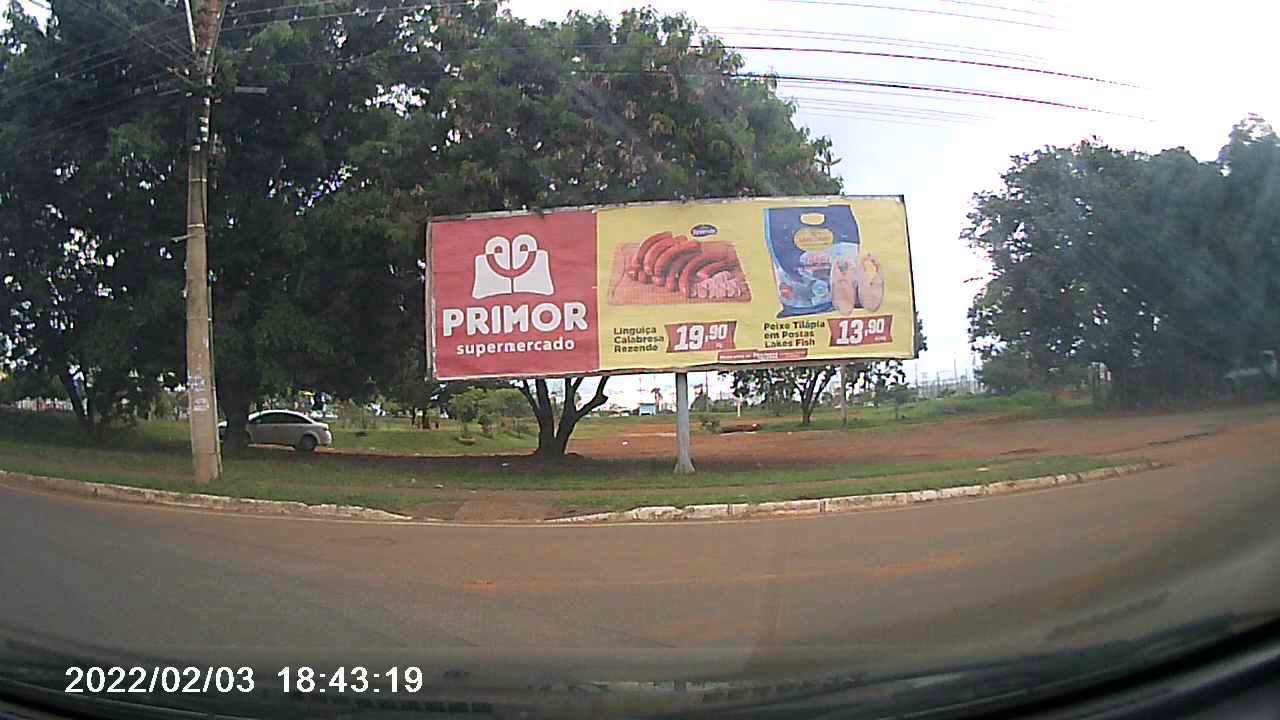 PRIMOR
supermercado
Rezende
Linguiça
Calabresa
Rezende
19,90
Peixe Tilápia
em Postas
Lakes Fish
13,90
2022/02/03 18:43:19